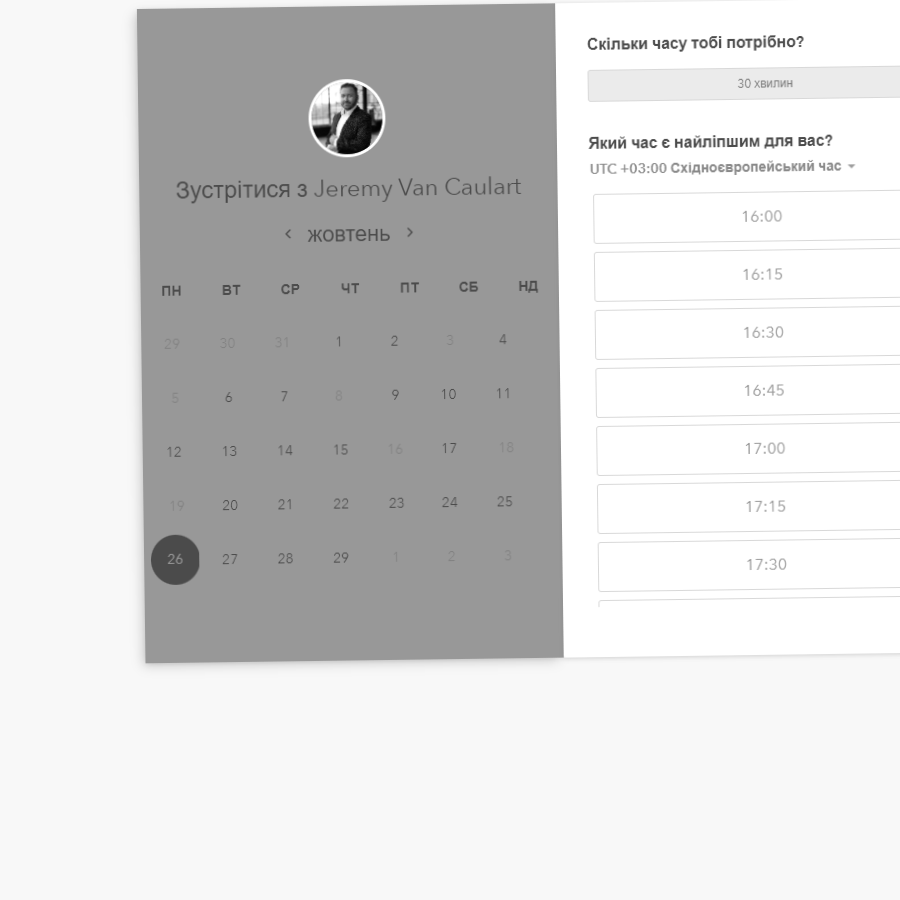 Зустрітися з Jeremy Van Caulart
жовтень
ПН ВТ СР ЧТ ПТ СБ НД
29 30 31 1 2 3 4
5 6 7 8 9 10 11
12 13 14 15 16 17 18
19 20 21 22 23 24 25
26 27 28 29 1 2 3
Скільки часу тобі потрібно?
30 хвилин
Який час є найліпшим для вас?
UTC +03:00 Східноєвропейський час
16:00
16:15
16:30
16:45
17:00
17:15
17:30